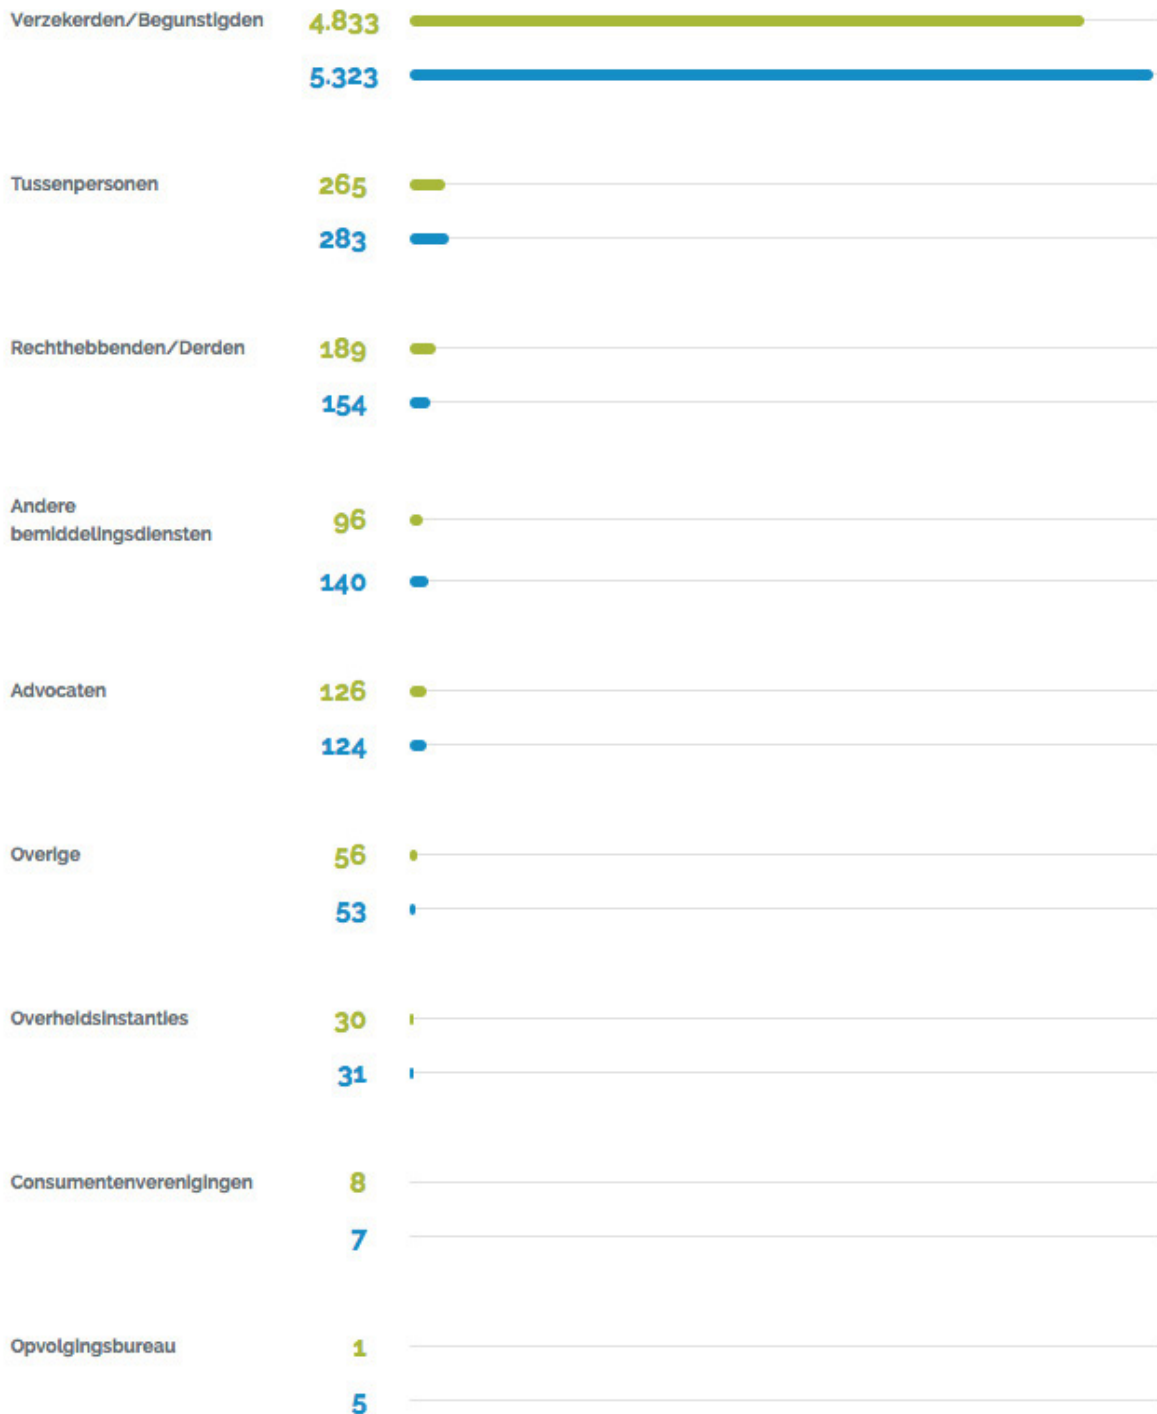 Verzekerden/Begunstigden 4.833
5.323
Tussenpersonen 265
283
Rechthebbenden/Derden 189
154
Andere
bemiddelingsdiensten 96
140
Advocaten 126
124
Overige 56
53
Overheidsinstanties 30
31
Consumentenverenigingen 8
7
Opvolgingsbureau 1
5